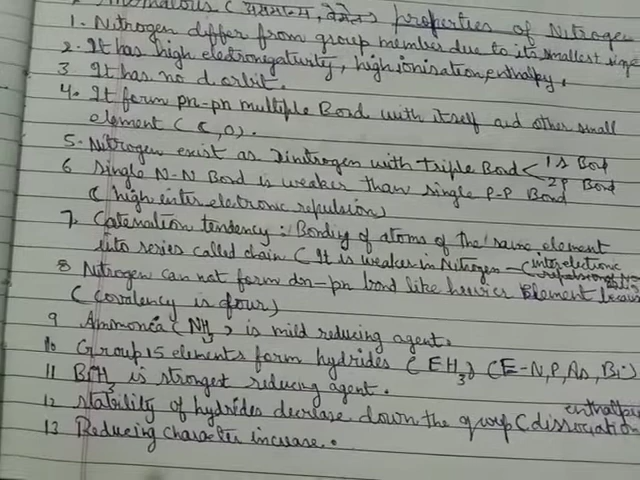 properties of Nitrogen
1. Nitrogen differ from group member due to its smallest size
2. It has high electronegaturity, high ionisation enthalpy,
3 It has no d orbit.
4. It form pπ-pπ multiple Bond with itself and other small
element (C, O).
5. Nitrogen exist as Dinitrogen with triple Bond < 1 s Bond
2 p Bond
6 single N-N Bond is weaker than single P-P Bond
( high inter electronic repulsion)
7. Catenation tendency : Bonding of atoms of the same element
into series called chain ( It is weaker in Nitrogen - (interelectronic
repulsion
8 Nitrogen can not form dπ-pπ bond like heavier Element because
( covalency is four)
9 Ammonia (NH3) is mild reducing agent.
10 Group 15 elements form hydrides (EH3) (E-N, P, As, Bi)
11 BiH3 is strongest reducing agent.
enthalpy
12 Stability of hydrides decrease down the group (dissociation
13 Reducing character increase.